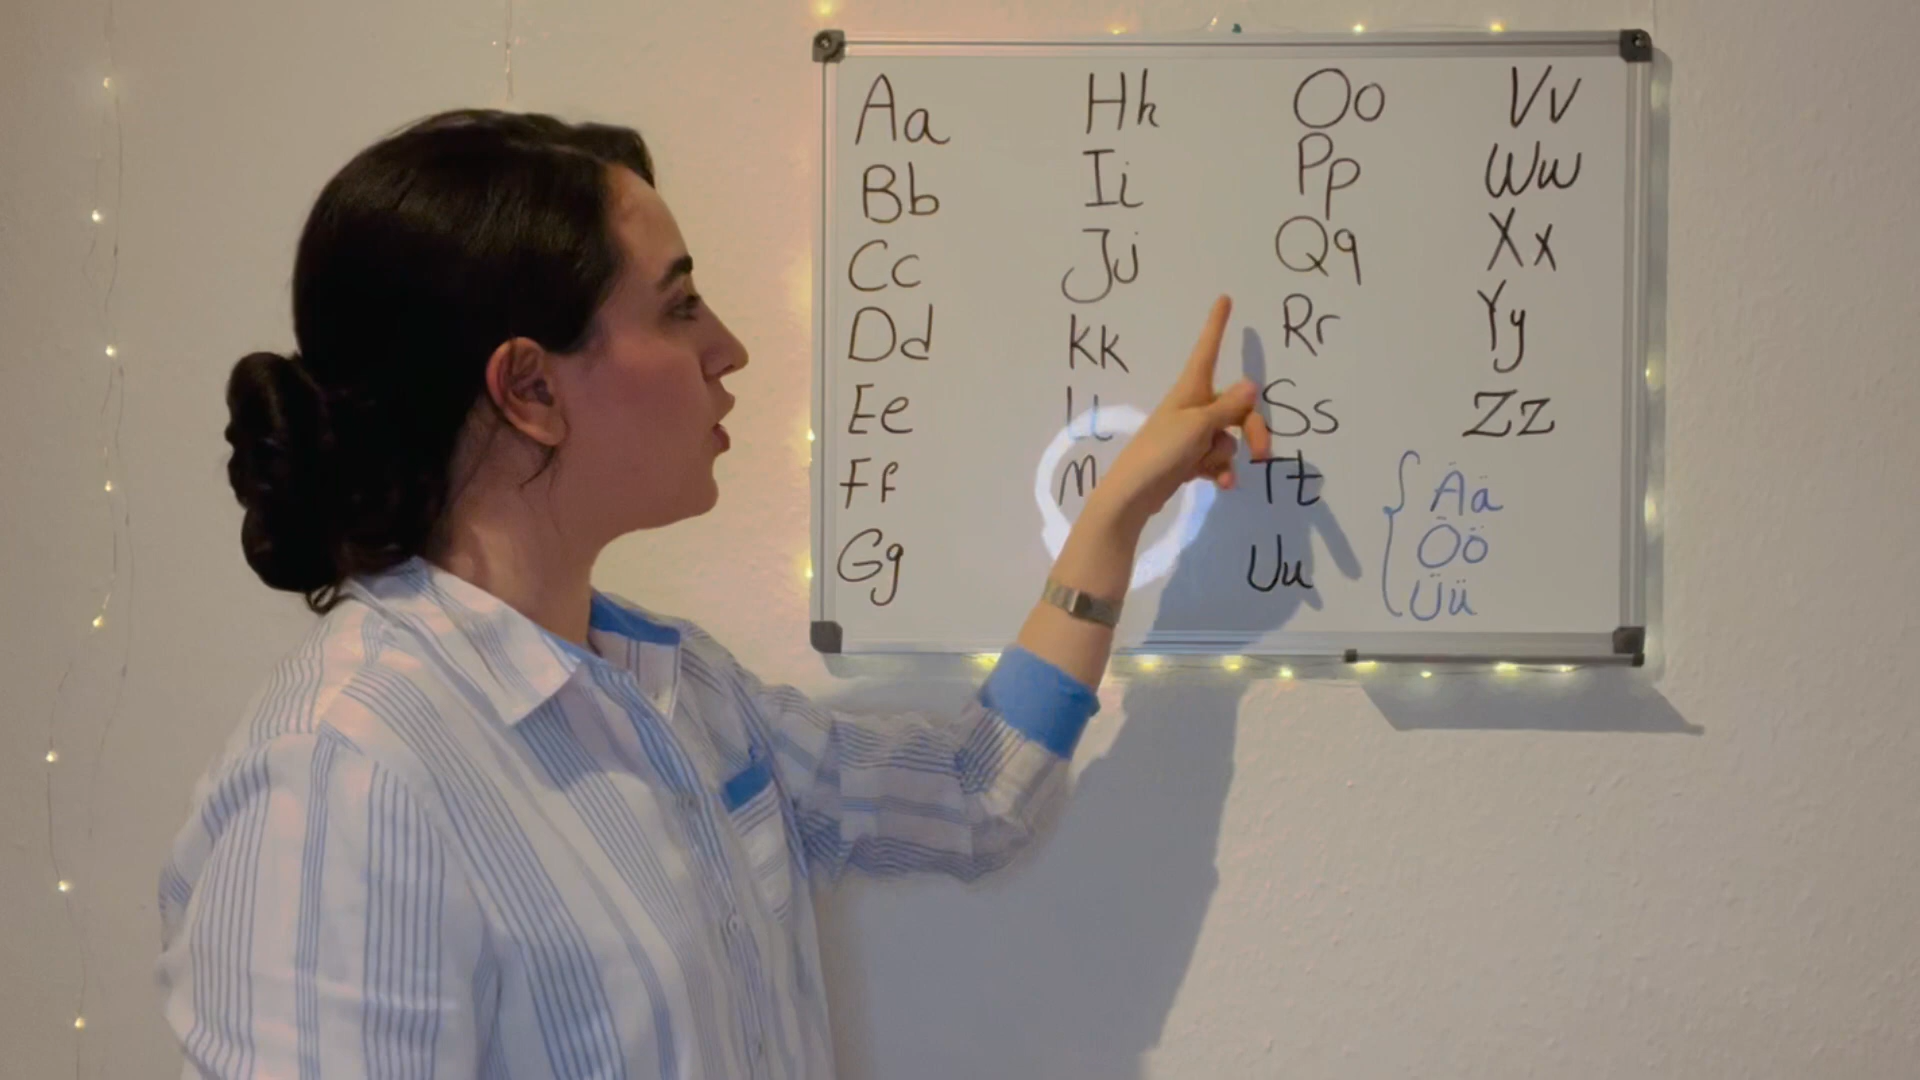 Aa
Bb
Cc
Dd
Ee
Ff
Gg
Hh
Ii
Jj
Kk
Ll
M
Oo
Pp
Qq
Rr
Ss
Tt
Uu
Vv
Ww
Xx
Yy
Zz
Ää
Öö
Üü